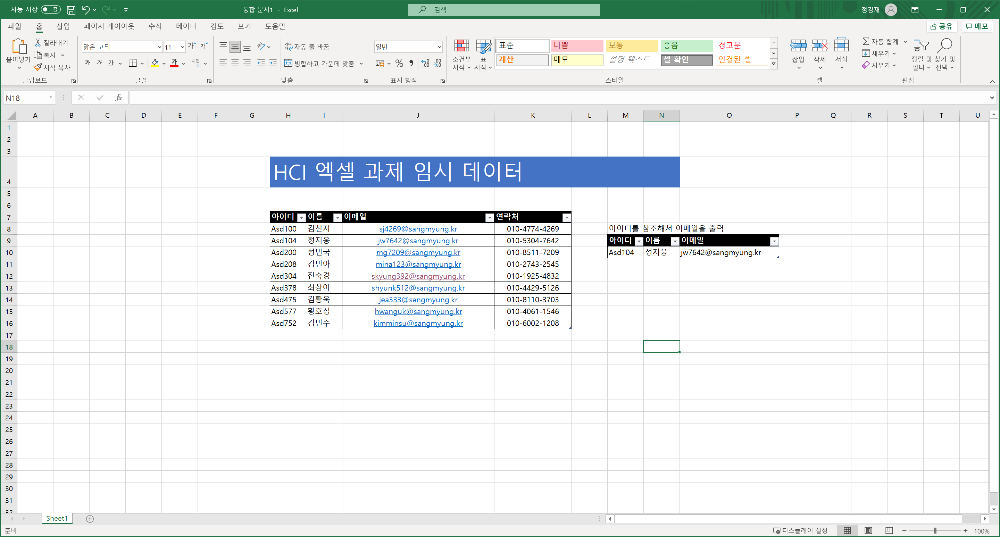 자동 저장 끔 통합 문서1 - Excel 검색 정경재
파일 홈 삽입 페이지 레이아웃 수식 데이터 검토 보기 도움말 공유 메모
붙여넣기 잘라내기 복사 서식 복사
클립보드
맑은 고딕 11 가 가
가 가 가 가 내천 川
글꼴
자동 줄 바꿈
병합하고 가운데 맞춤
맞춤
일반
% 9 .00 .00
표시 형식
조건부 서식 표 서식
표준 나쁨 보통 좋음 경고문
계산 메모 설명 텍스트 셀 확인 연결된 셀
스타일
삽입 삭제 서식
셀
자동 합계 채우기 지우기
정렬 및 필터 찾기 및 선택
편집
N18 fx
A B C D E F G H I J K L M N O P Q R S T U
1
2
3
4 HCI 엑셀 과제 임시 데이터
5
6
7 아이디 이름 이메일 연락처
8 Asd100 김선지 sj4269@sangmyung.kr 010-4774-4269 아이디를 참조해서 이메일을 출력
9 Asd104 정지웅 jw7642@sangmyung.kr 010-5304-7642 아이디 이름 이메일
10 Asd200 정민국 mg7209@sangmyung.kr 010-8511-7209 Asd104 정지웅 jw7642@sangmyung.kr
11 Asd208 김민아 mina123@sangmyung.kr 010-2743-2545
12 Asd304 전숙경 skyung392@sangmyung.kr 010-1925-4832
13 Asd378 최상아 shyunk512@sangmyung.kr 010-4429-5126
14 Asd475 김황욱 jea333@sangmyung.kr 010-8110-3703
15 Asd577 황호성 hwanguk@sangmyung.kr 010-4061-1546
16 Asd752 김민수 kimminsu@sangmyung.kr 010-6002-1208
17
18
19
20
21
22
23
24
25
26
27
28
29
30
31
32
Sheet1
준비 디스플레이 설정 100%